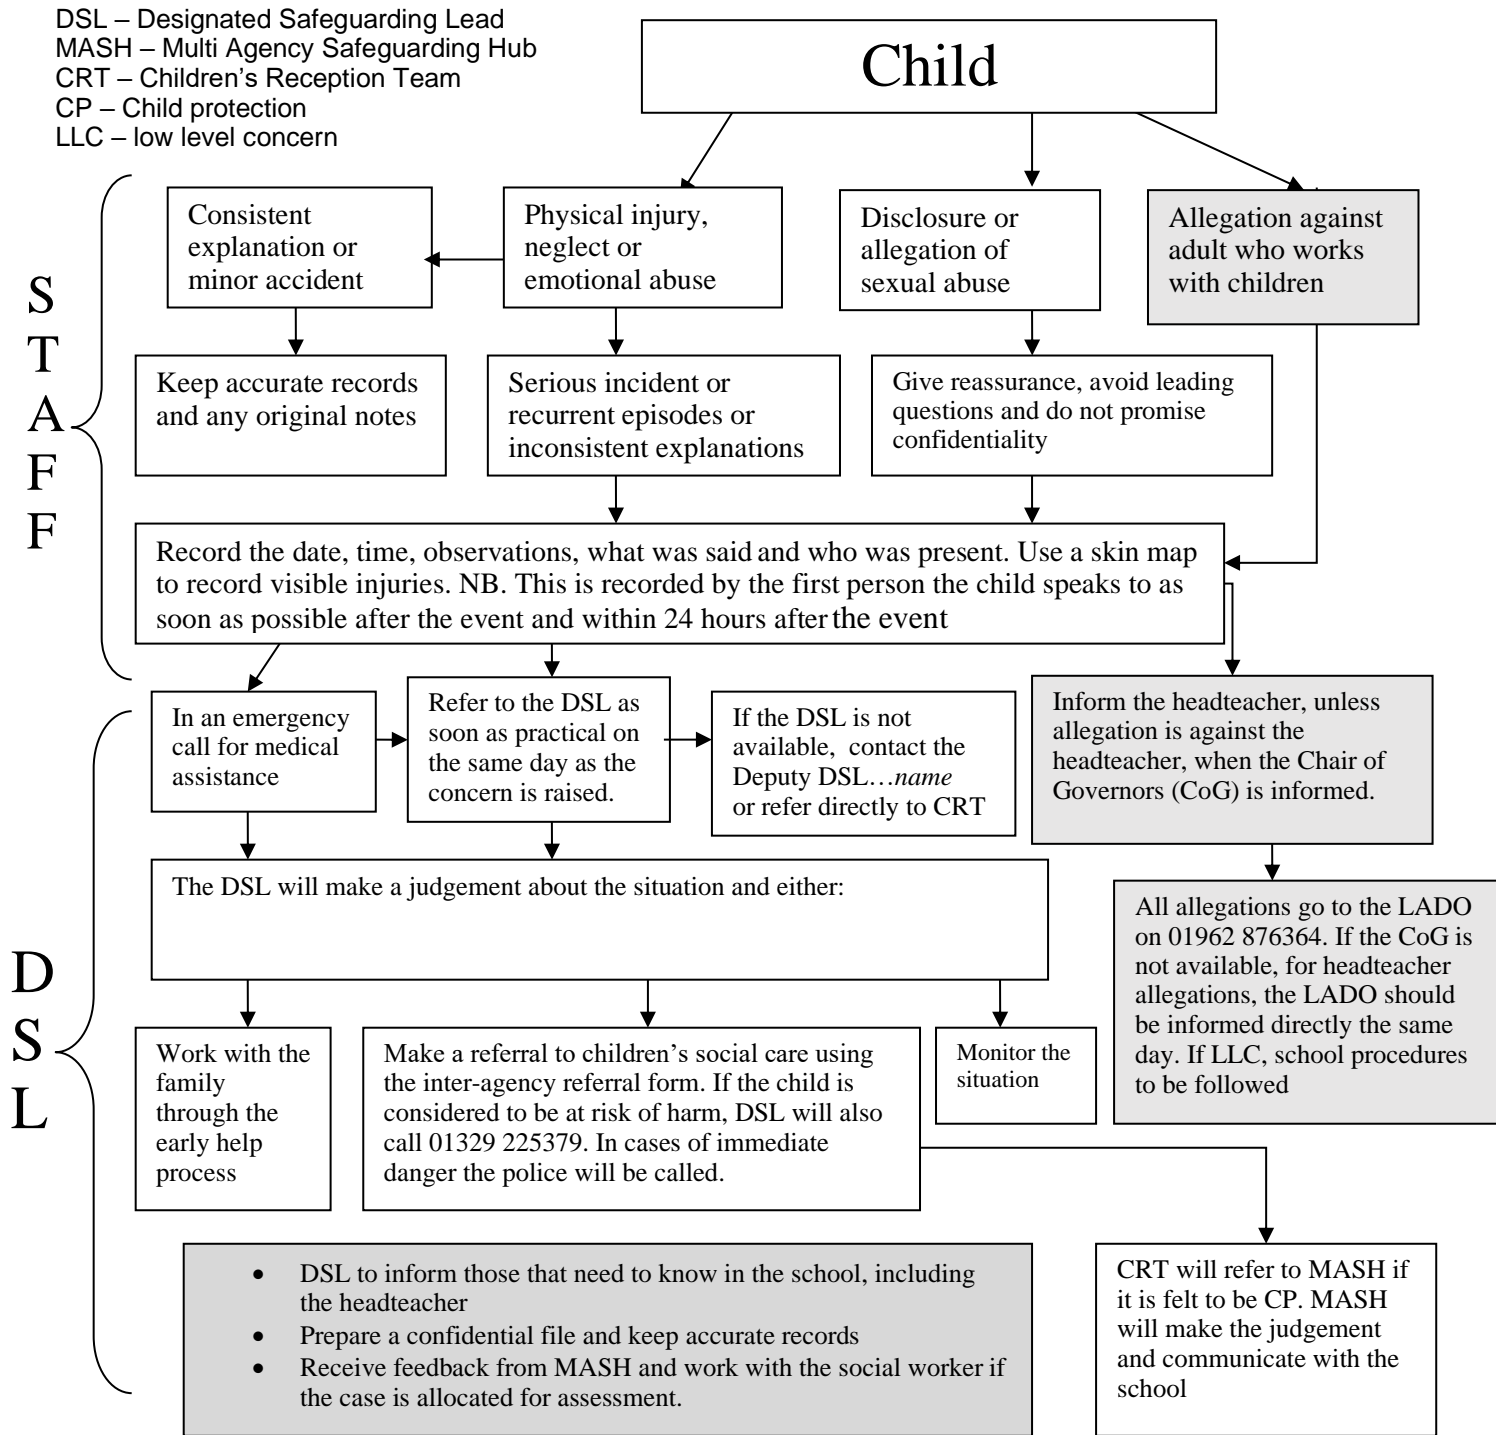 DSL – Designated Safeguarding Lead
MASH – Multi Agency Safeguarding Hub
CRT – Children's Reception Team
CP – Child protection
LLC – low level concern
Child
S
T
A
F
F
Consistent
explanation or
minor accident
Physical injury,
neglect or
emotional abuse
Disclosure or
allegation of
sexual abuse
Allegation against
adult who works
with children
Keep accurate records
and any original notes
Serious incident or
recurrent episodes or
inconsistent explanations
Give reassurance, avoid leading
questions and do not promise
confidentiality
Record the date, time, observations, what was said and who was present. Use a skin map
to record visible injuries. NB. This is recorded by the first person the child speaks to as
soon as possible after the event and within 24 hours after the event
D
S
L
In an emergency
call for medical
assistance
Refer to the DSL as
soon as practical on
the same day as the
concern is raised.
If the DSL is not
available,  contact the
Deputy DSL…name
or refer directly to CRT
Inform the headteacher, unless
allegation is against the
headteacher, when the Chair of
Governors (CoG) is informed.
The DSL will make a judgement about the situation and either:
All allegations go to the LADO
on 01962 876364. If the CoG is
not available, for headteacher
allegations, the LADO should
be informed directly the same
day. If LLC, school procedures
to be followed
Work with the
family
through the
early help
process
Make a referral to children's social care using
the inter-agency referral form. If the child is
considered to be at risk of harm, DSL will also
call 01329 225379. In cases of immediate
danger the police will be called.
Monitor the
situation
• DSL to inform those that need to know in the school, including
the headteacher
• Prepare a confidential file and keep accurate records
• Receive feedback from MASH and work with the social worker if
the case is allocated for assessment.
CRT will refer to MASH if
it is felt to be CP. MASH
will make the judgement
and communicate with the
school